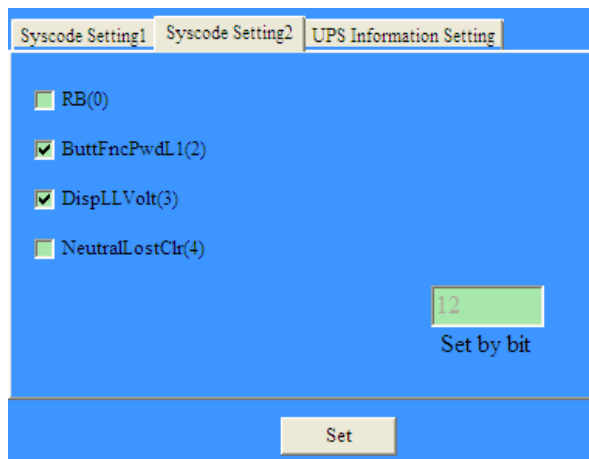 Syscode Setting1 Syscode Setting2 UPS Information Setting
RB(0)
ButtFncPwdL1(2)
DispLLVolt(3)
NeutralLostClr(4)
12
Set by bit
Set